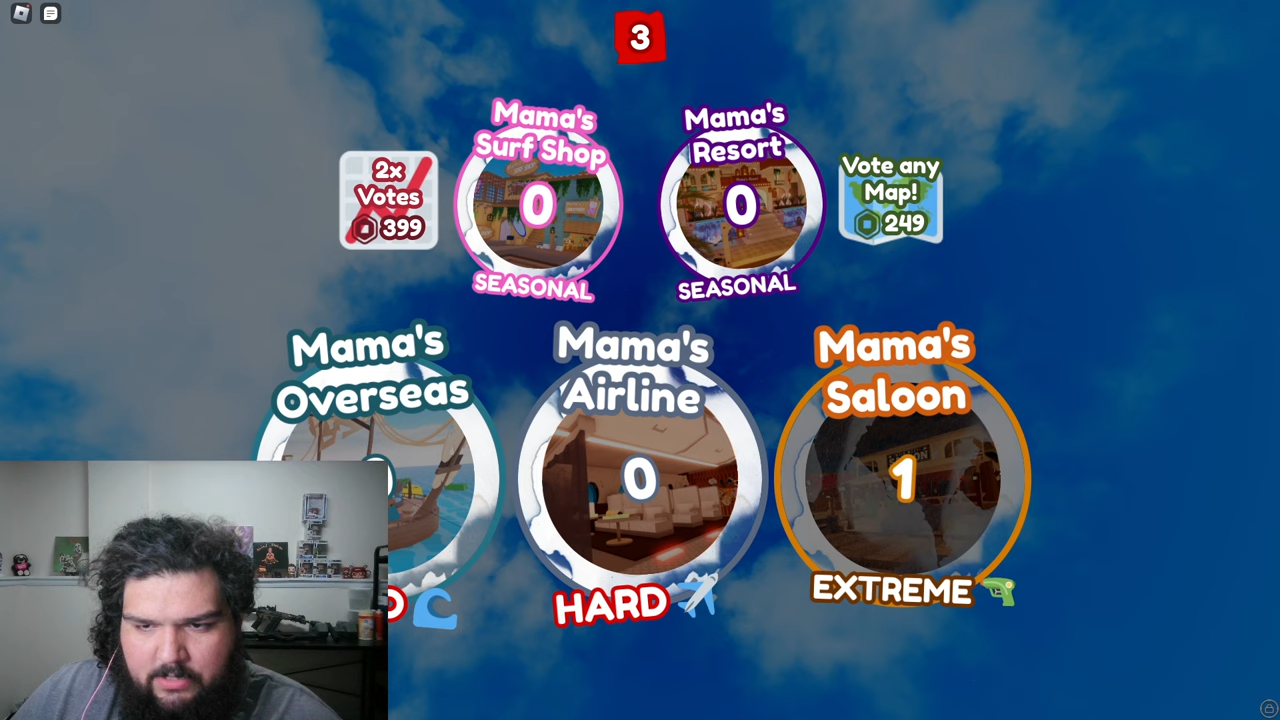 3
Mama's
Surf Shop
0
SEASONAL
Mama's
Resort
0
SEASONAL
2x
Votes
399
Vote any
Map!
249
Mama's
Overseas
Mama's
Airline
0
HARD
Mama's
Saloon
1
EXTREME